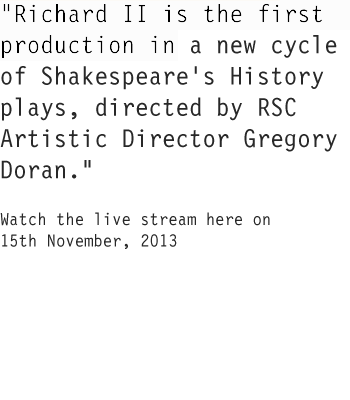 "Richard II is the first
production in a new cycle
of Shakespeare's History
plays, directed by RSC
Artistic Director Gregory
Doran."
Watch the live stream here on
15th November, 2013